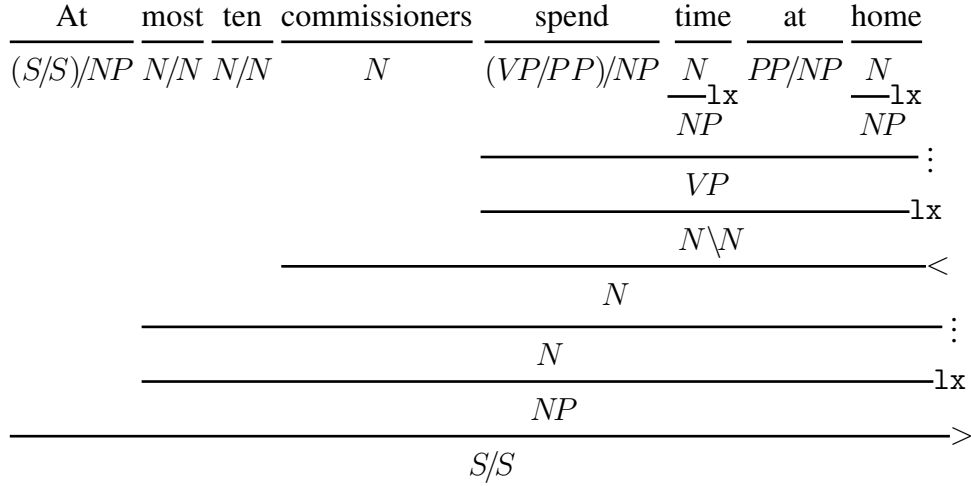 At most ten commissioners spend time at home
(S/S)/NP N/N N/N N (VP/PP)/NP N PP/NP N
lx lx
NP NP
⋮
VP
lx
N\N
<
N
⋮
N
lx
NP
>
S/S